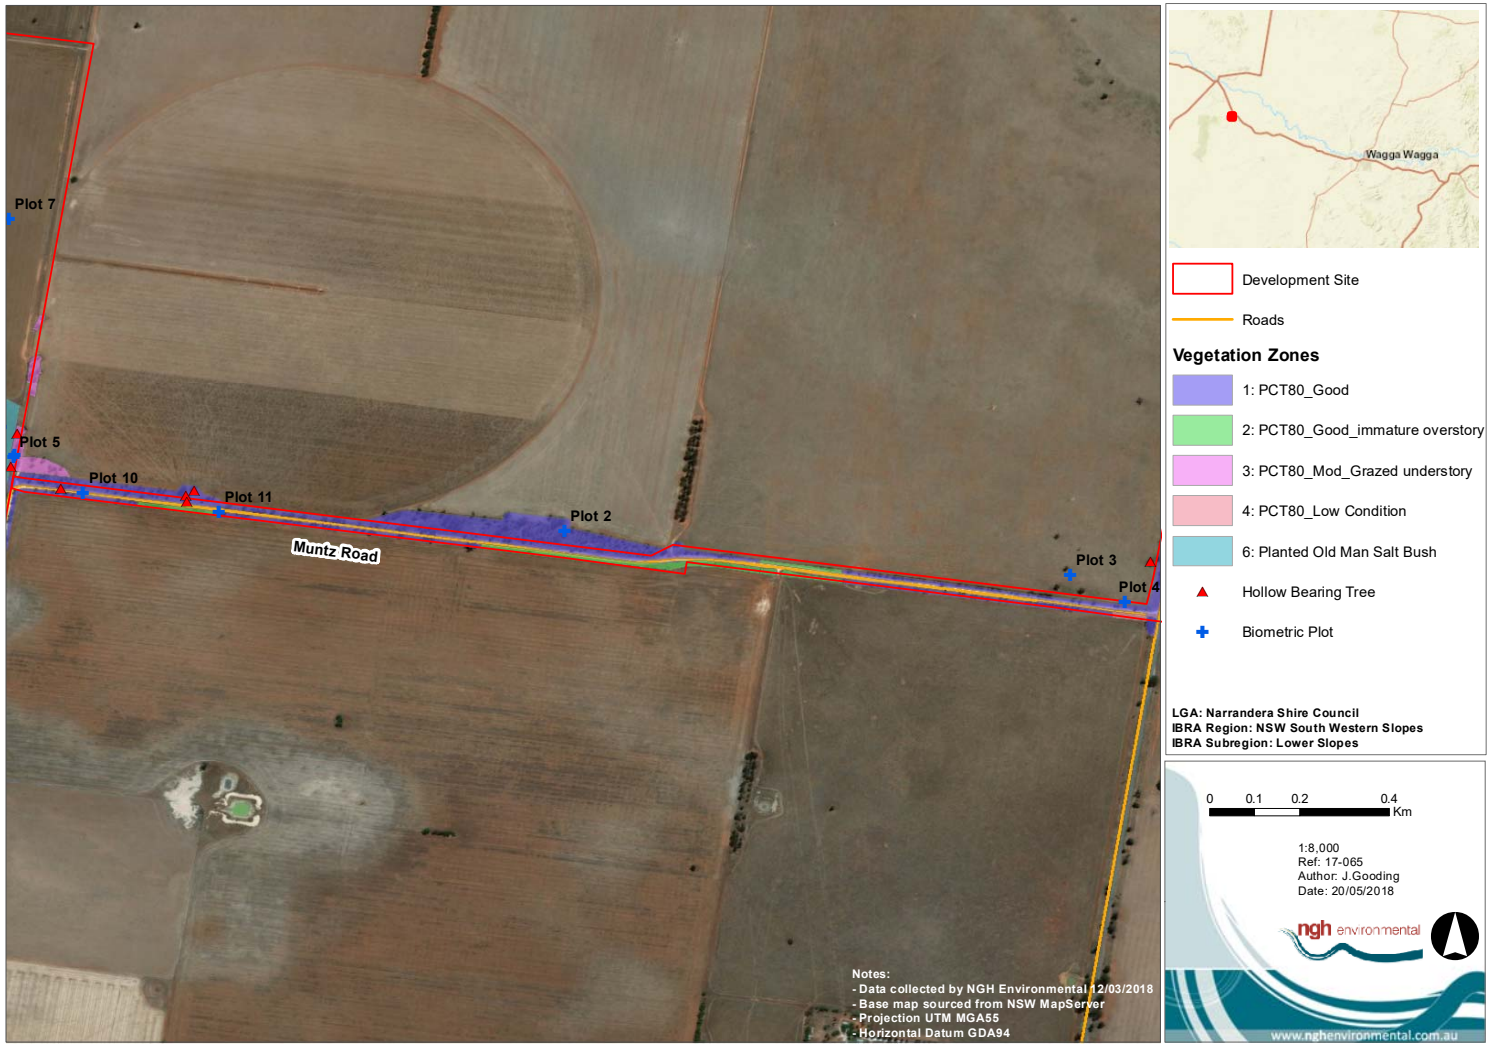 Plot 7
Plot 5
Plot 10
Plot 11
Plot 2
Plot 3
Plot 4
Muntz Road
Notes:
- Data collected by NGH Environmental 12/03/2018
- Base map sourced from NSW MapServer
- Projection UTM MGA55
- Horizontal Datum GDA94
Wagga Wagga
Development Site
Roads
Vegetation Zones
1: PCT80_Good
2: PCT80_Good_immature overstory
3: PCT80_Mod_Grazed understory
4: PCT80_Low Condition
6: Planted Old Man Salt Bush
Hollow Bearing Tree
Biometric Plot
LGA: Narrandera Shire Council
IBRA Region: NSW South Western Slopes
IBRA Subregion: Lower Slopes
0 0.1 0.2 0.4
Km
1:8,000
Ref: 17-065
Author: J.Gooding
Date: 20/05/2018
ngh environmental
www.nghenvironmental.com.au